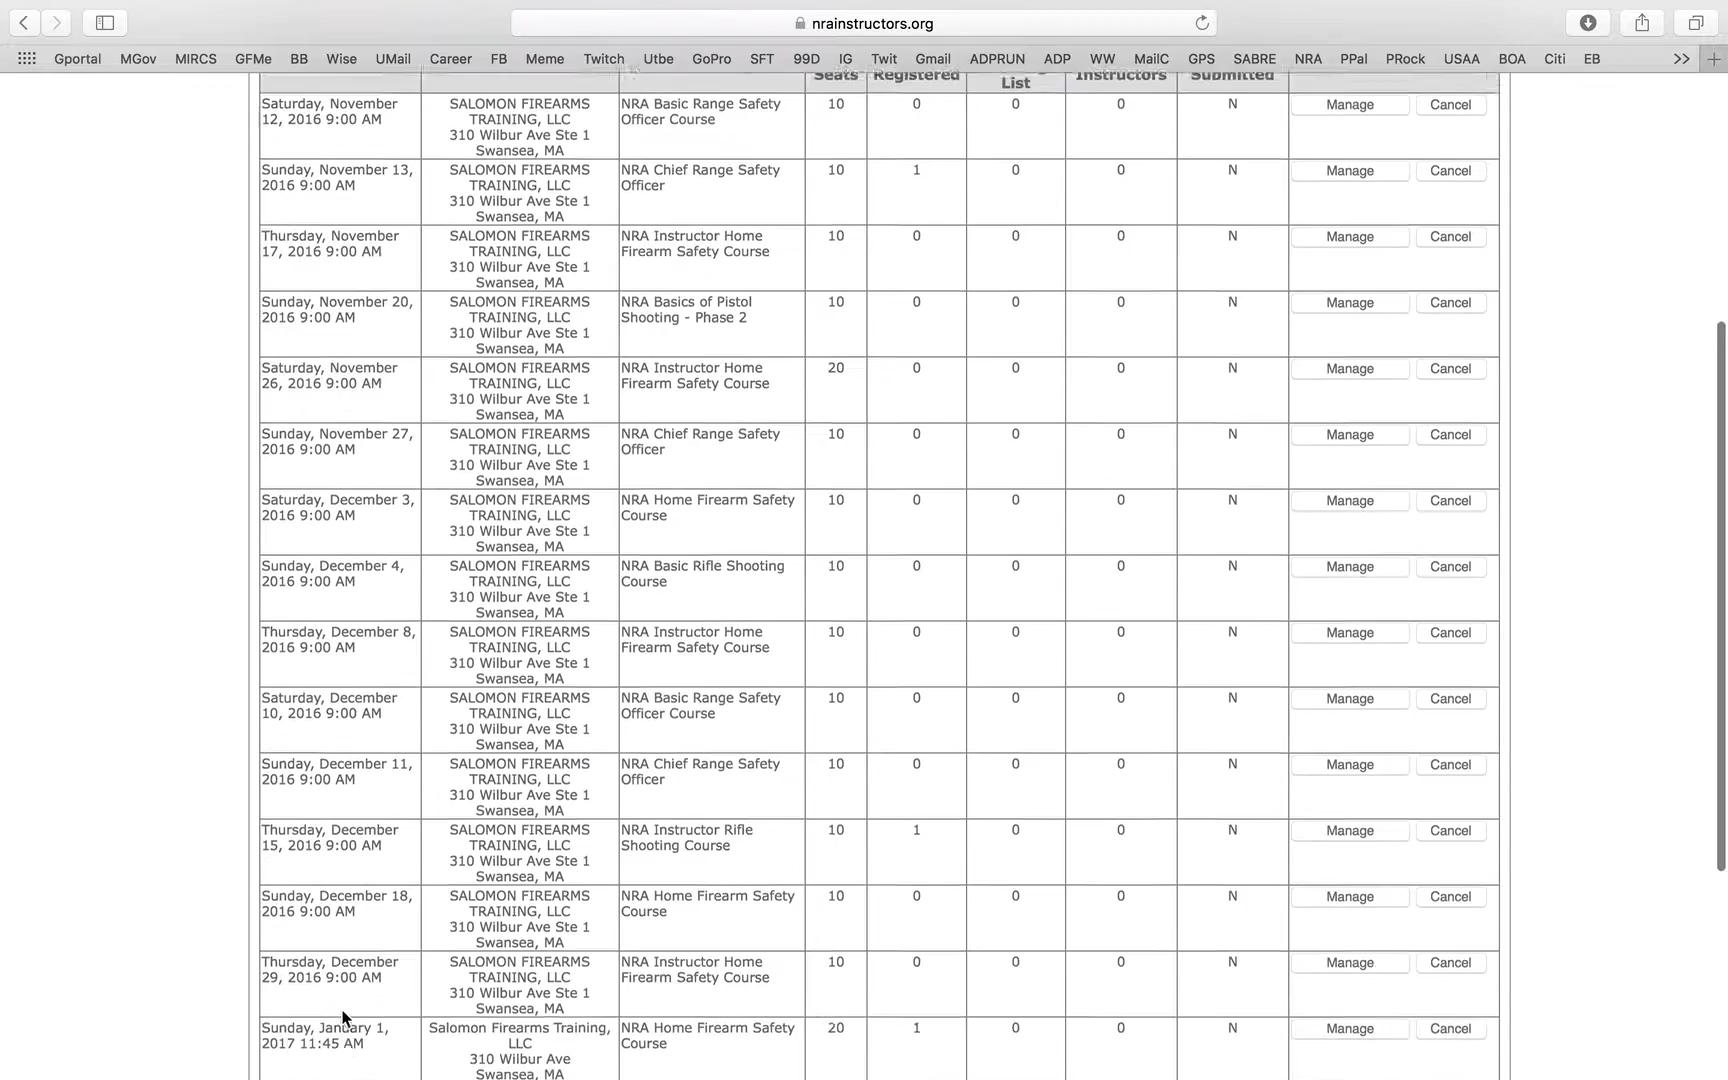 nrainstructors.org
Gportal MGov MIRCS GFMe BB Wise UMail Career FB Meme Twitch Utbe GoPro SFT 99D IG Twit Gmail ADPRUN ADP WW MailC GPS SABRE NRA PPal PRock USAA BOA Citi EB >>
Seats Registered List Instructors Submitted
Saturday, November
12, 2016 9:00 AM
SALOMON FIREARMS
TRAINING, LLC
310 Wilbur Ave Ste 1
Swansea, MA
NRA Basic Range Safety
Officer Course
10 0 0 0 N Manage Cancel
Sunday, November 13,
2016 9:00 AM
SALOMON FIREARMS
TRAINING, LLC
310 Wilbur Ave Ste 1
Swansea, MA
NRA Chief Range Safety
Officer
10 1 0 0 N Manage Cancel
Thursday, November
17, 2016 9:00 AM
SALOMON FIREARMS
TRAINING, LLC
310 Wilbur Ave Ste 1
Swansea, MA
NRA Instructor Home
Firearm Safety Course
10 0 0 0 N Manage Cancel
Sunday, November 20,
2016 9:00 AM
SALOMON FIREARMS
TRAINING, LLC
310 Wilbur Ave Ste 1
Swansea, MA
NRA Basics of Pistol
Shooting - Phase 2
10 0 0 0 N Manage Cancel
Saturday, November
26, 2016 9:00 AM
SALOMON FIREARMS
TRAINING, LLC
310 Wilbur Ave Ste 1
Swansea, MA
NRA Instructor Home
Firearm Safety Course
20 0 0 0 N Manage Cancel
Sunday, November 27,
2016 9:00 AM
SALOMON FIREARMS
TRAINING, LLC
310 Wilbur Ave Ste 1
Swansea, MA
NRA Chief Range Safety
Officer
10 0 0 0 N Manage Cancel
Saturday, December 3,
2016 9:00 AM
SALOMON FIREARMS
TRAINING, LLC
310 Wilbur Ave Ste 1
Swansea, MA
NRA Home Firearm Safety
Course
10 0 0 0 N Manage Cancel
Sunday, December 4,
2016 9:00 AM
SALOMON FIREARMS
TRAINING, LLC
310 Wilbur Ave Ste 1
Swansea, MA
NRA Basic Rifle Shooting
Course
10 0 0 0 N Manage Cancel
Thursday, December 8,
2016 9:00 AM
SALOMON FIREARMS
TRAINING, LLC
310 Wilbur Ave Ste 1
Swansea, MA
NRA Instructor Home
Firearm Safety Course
10 0 0 0 N Manage Cancel
Saturday, December
10, 2016 9:00 AM
SALOMON FIREARMS
TRAINING, LLC
310 Wilbur Ave Ste 1
Swansea, MA
NRA Basic Range Safety
Officer Course
10 0 0 0 N Manage Cancel
Sunday, December 11,
2016 9:00 AM
SALOMON FIREARMS
TRAINING, LLC
310 Wilbur Ave Ste 1
Swansea, MA
NRA Chief Range Safety
Officer
10 0 0 0 N Manage Cancel
Thursday, December
15, 2016 9:00 AM
SALOMON FIREARMS
TRAINING, LLC
310 Wilbur Ave Ste 1
Swansea, MA
NRA Instructor Rifle
Shooting Course
10 1 0 0 N Manage Cancel
Sunday, December 18,
2016 9:00 AM
SALOMON FIREARMS
TRAINING, LLC
310 Wilbur Ave Ste 1
Swansea, MA
NRA Home Firearm Safety
Course
10 0 0 0 N Manage Cancel
Thursday, December
29, 2016 9:00 AM
SALOMON FIREARMS
TRAINING, LLC
310 Wilbur Ave Ste 1
Swansea, MA
NRA Instructor Home
Firearm Safety Course
10 0 0 0 N Manage Cancel
Sunday, January 1,
2017 11:45 AM
Salomon Firearms Training,
LLC
310 Wilbur Ave
Swansea, MA
NRA Home Firearm Safety
Course
20 1 0 0 N Manage Cancel